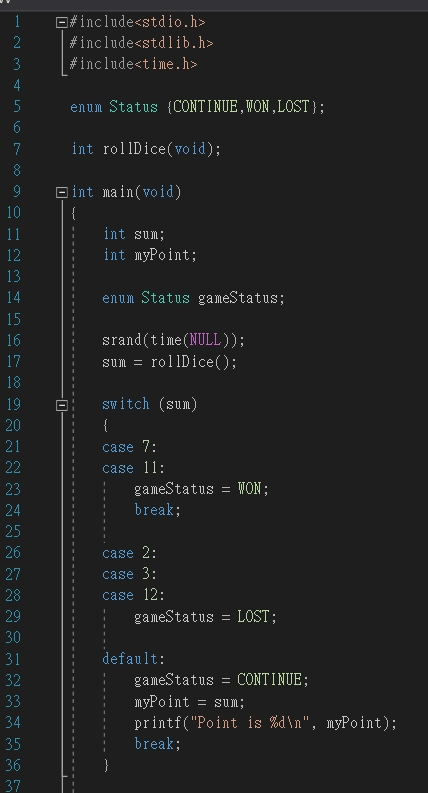 1 #include<stdio.h>
2 #include<stdlib.h>
3 #include<time.h>
4
5 enum Status {CONTINUE,WON,LOST};
6
7 int rollDice(void);
8
9 int main(void)
10 {
11 int sum;
12 int myPoint;
13
14 enum Status gameStatus;
15
16 srand(time(NULL));
17 sum = rollDice();
18
19 switch (sum)
20 {
21 case 7:
22 case 11:
23 gameStatus = WON;
24 break;
25
26 case 2:
27 case 3:
28 case 12:
29 gameStatus = LOST;
30
31 default:
32 gameStatus = CONTINUE;
33 myPoint = sum;
34 printf("Point is %d\n", myPoint);
35 break;
36 }
37